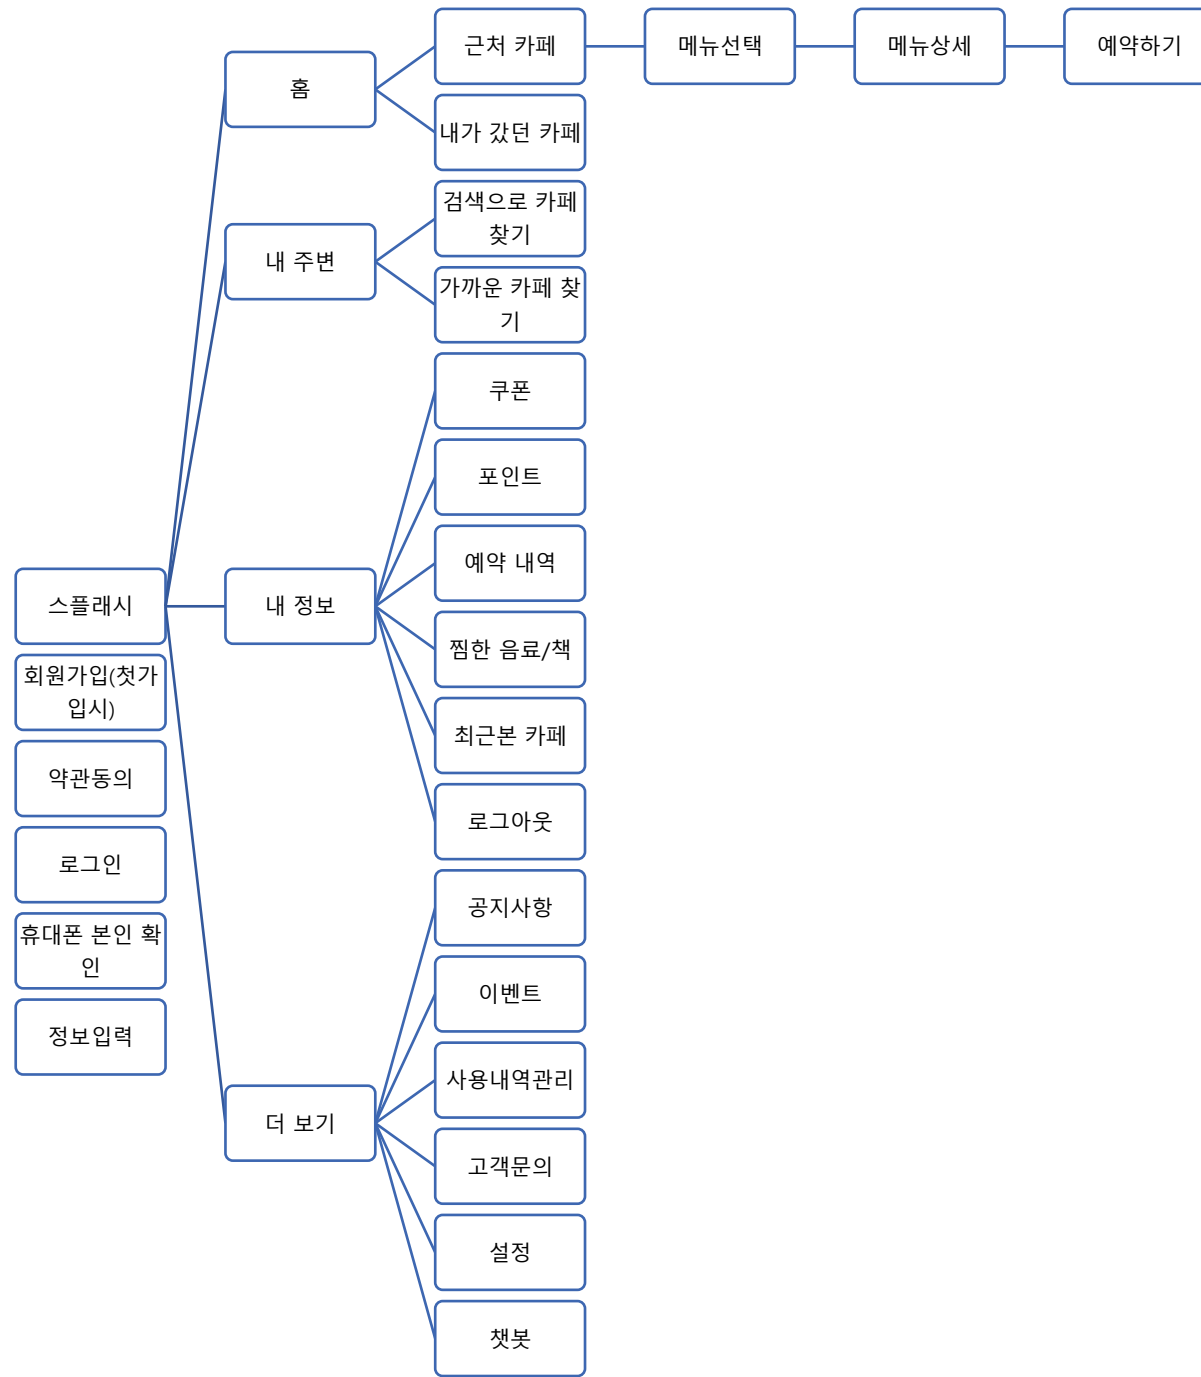 근처 카페
메뉴선택
메뉴상세
예약하기
홈
내가 갔던 카페
검색으로 카페
찾기
내 주변
가까운 카페 찾
기
쿠폰
포인트
예약 내역
스플래시
내 정보
찜한 음료/책
회원가입(첫가
입시)
최근본 카페
약관동의
로그아웃
로그인
공지사항
휴대폰 본인 확
인
이벤트
정보입력
사용내역관리
더 보기
고객문의
설정
챗봇